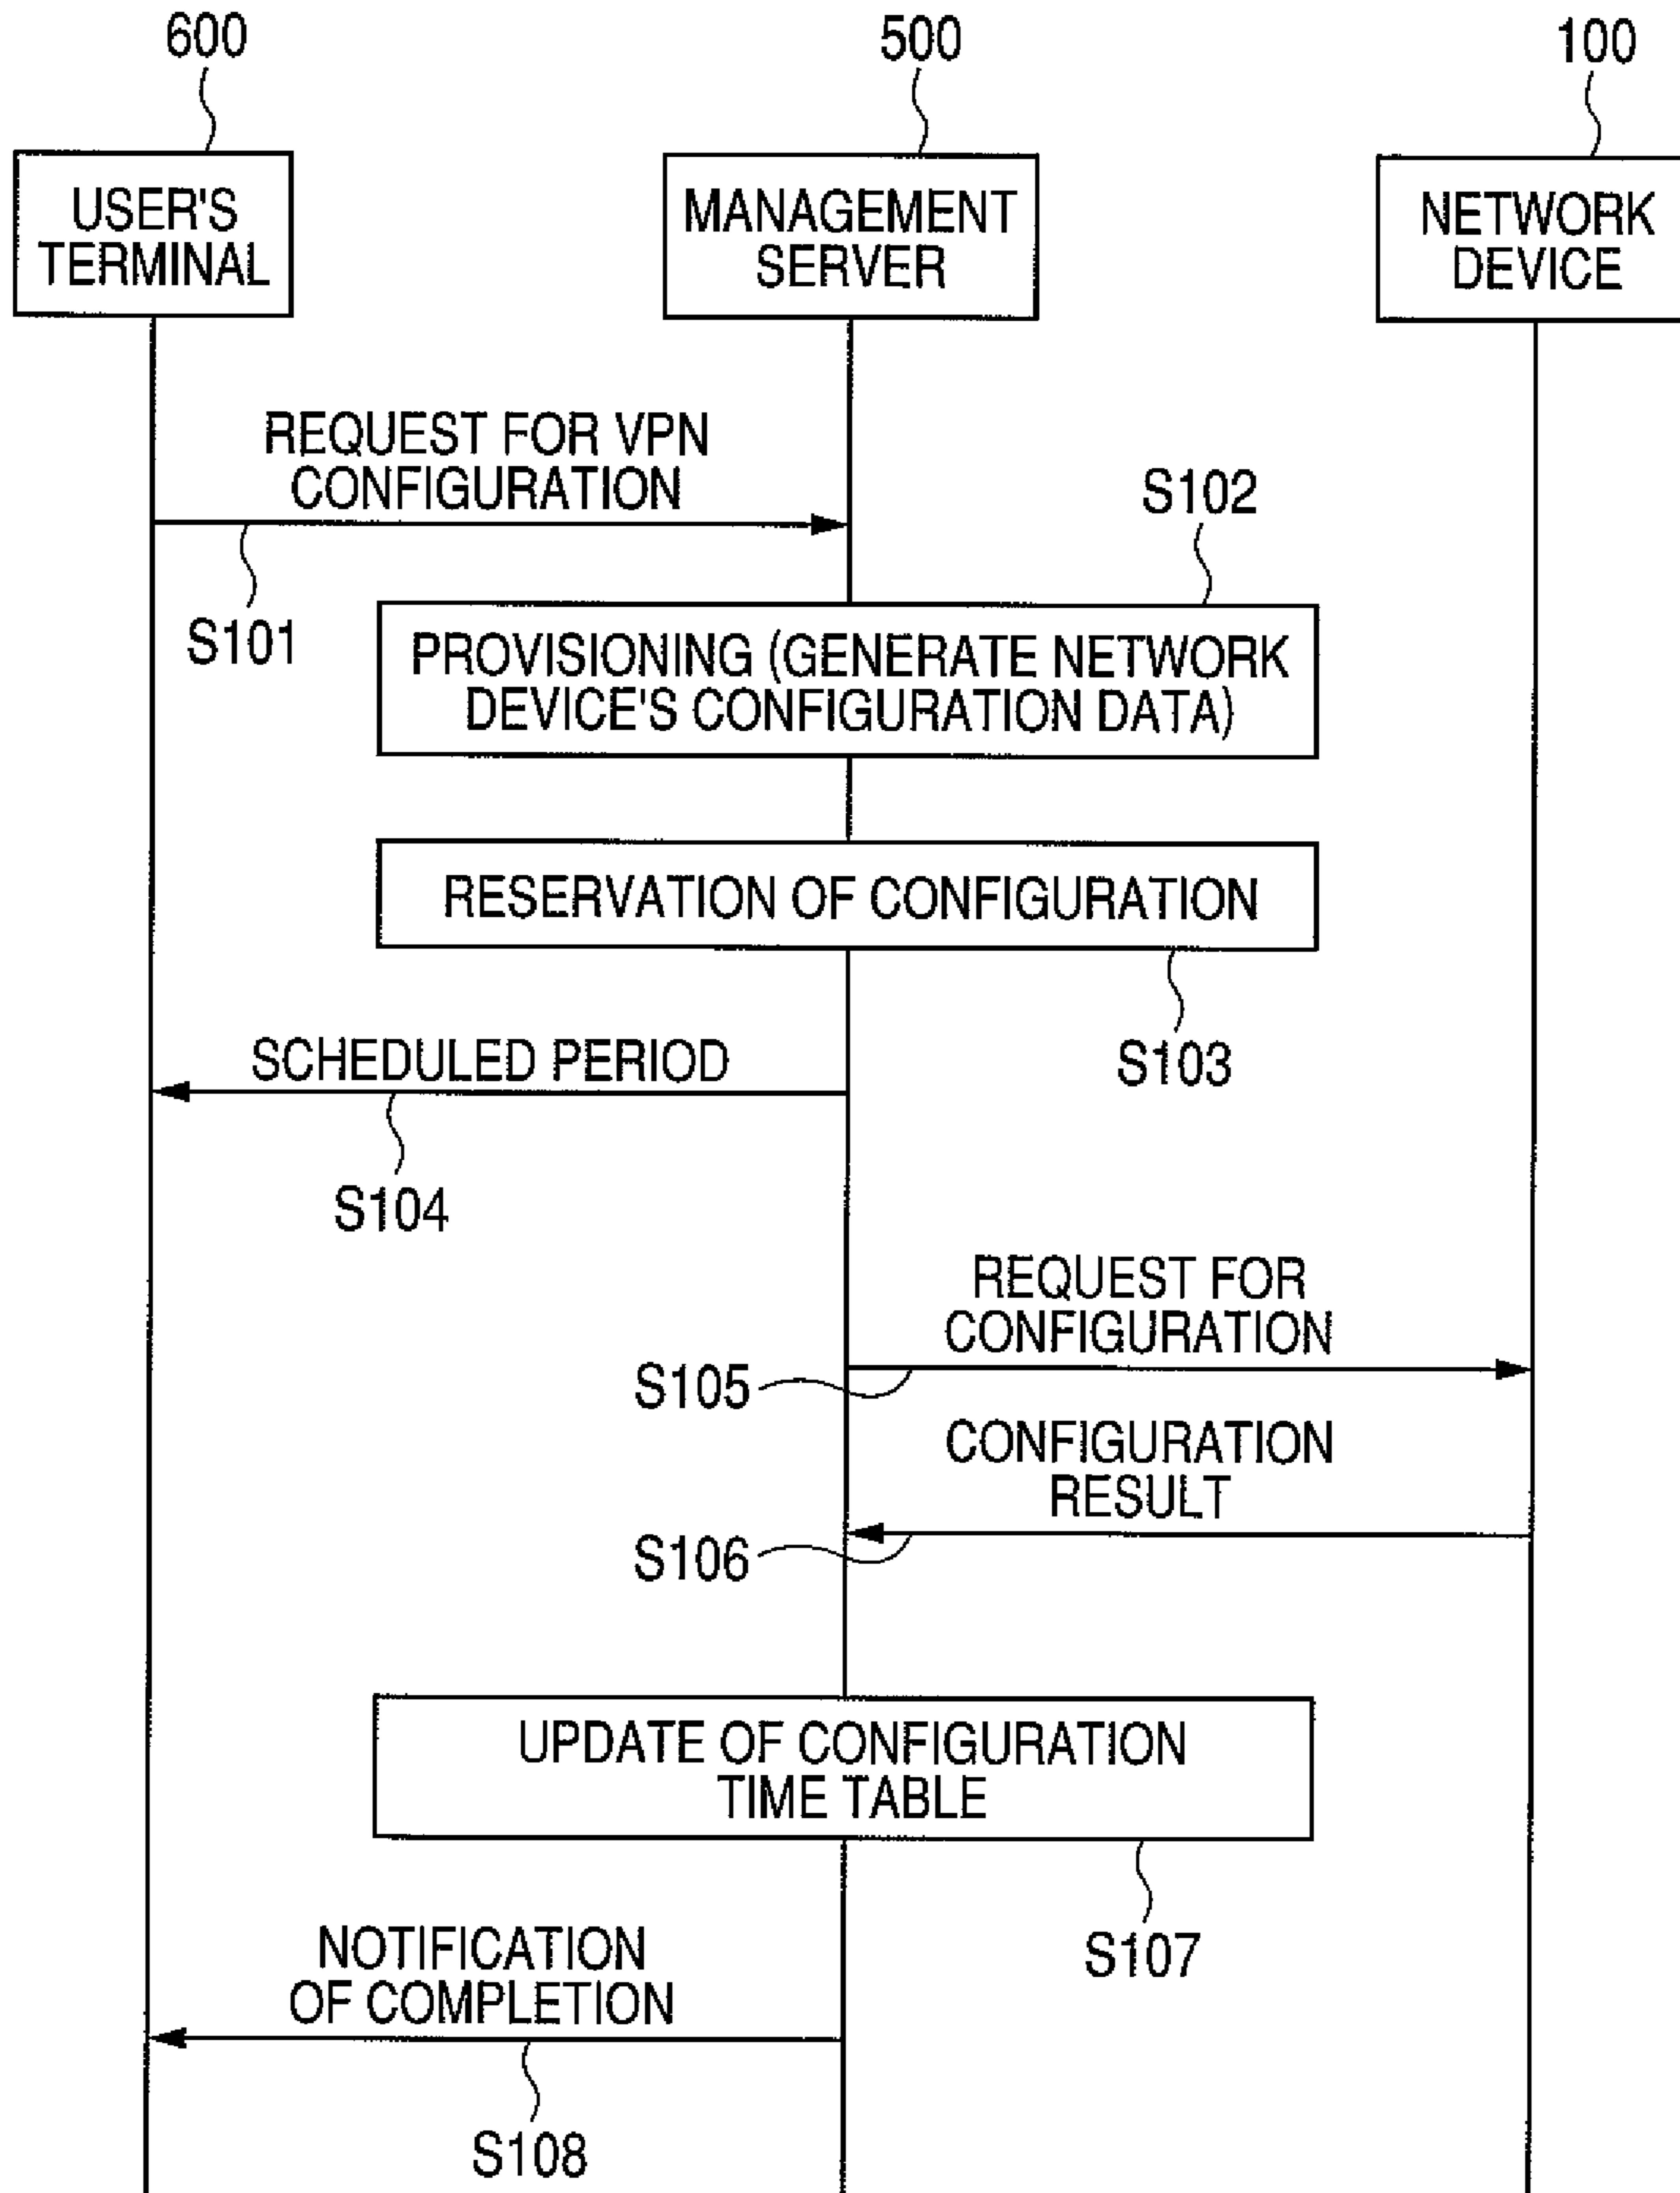 600
500
100
USER'S
TERMINAL
MANAGEMENT
SERVER
NETWORK
DEVICE
REQUEST FOR VPN
CONFIGURATION
S101
S102
PROVISIONING (GENERATE NETWORK
DEVICE'S CONFIGURATION DATA)
RESERVATION OF CONFIGURATION
S103
SCHEDULED PERIOD
S104
REQUEST FOR
CONFIGURATION
S105
CONFIGURATION
RESULT
S106
UPDATE OF CONFIGURATION
TIME TABLE
S107
NOTIFICATION
OF COMPLETION
S108